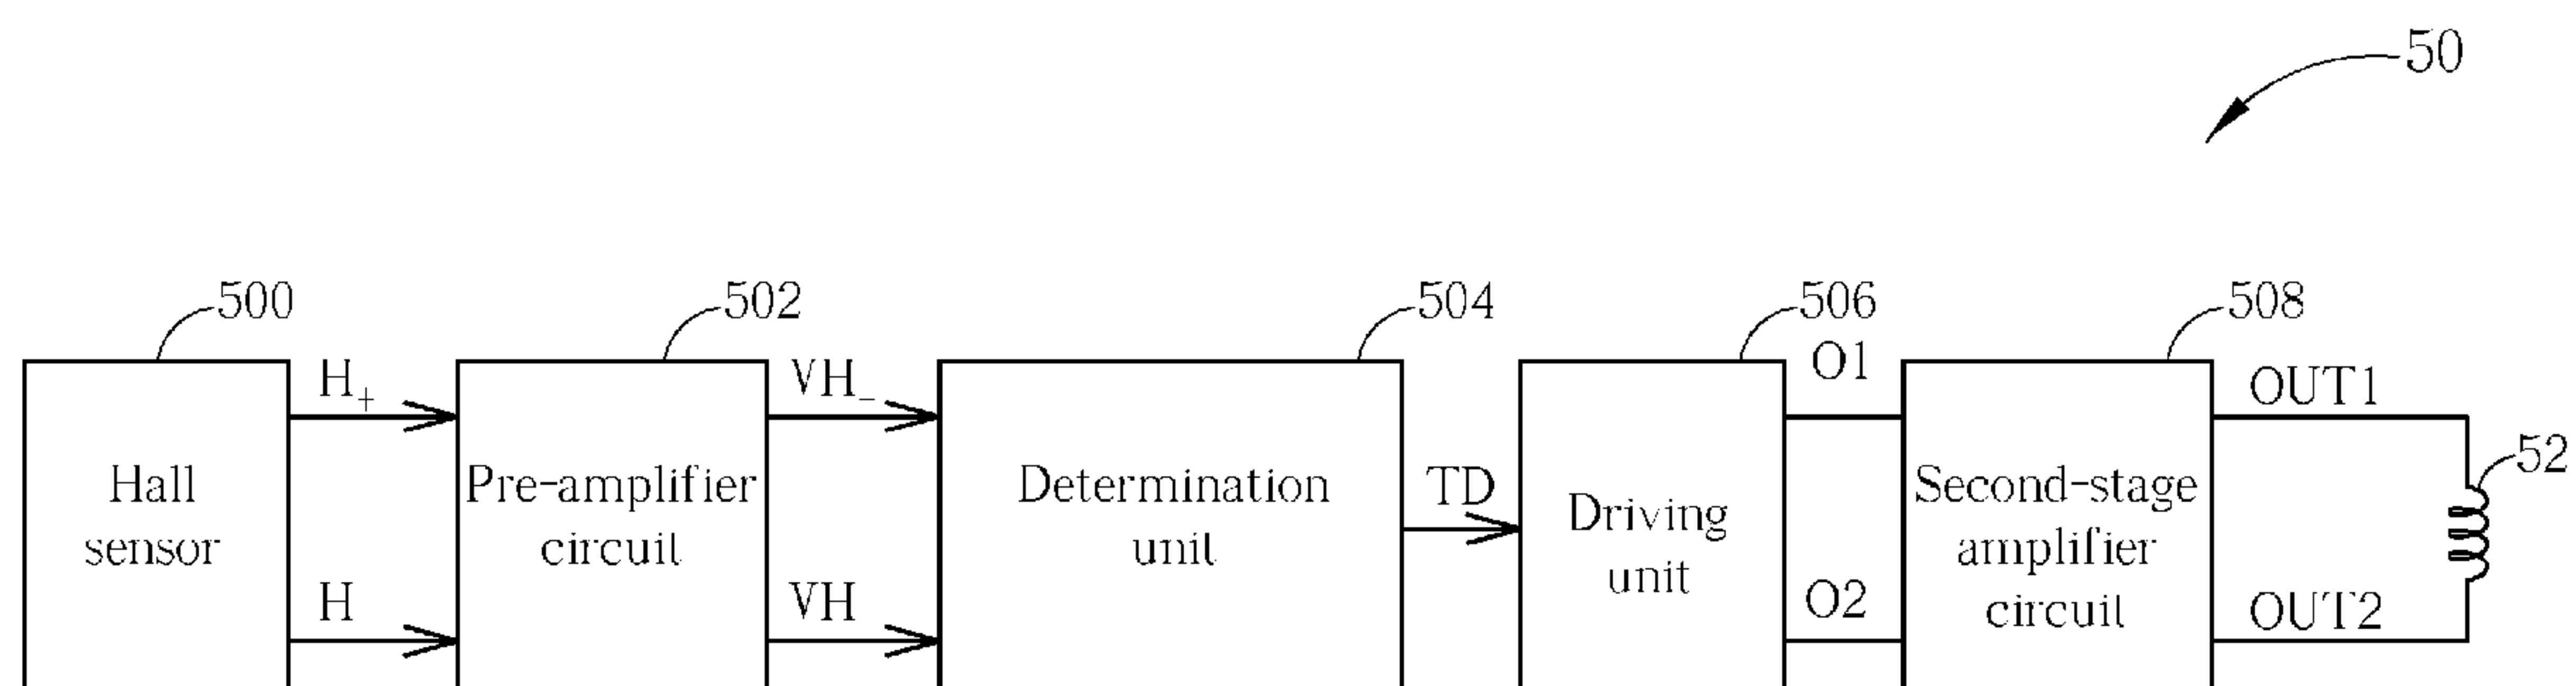 50
500
502
504
506
508
H+
VH-
O1
OUT1
52
Hall
sensor
Pre-amplifier
circuit
Determination
unit
TD
Driving
unit
Second-stage
amplifier
circuit
H
VH
O2
OUT2